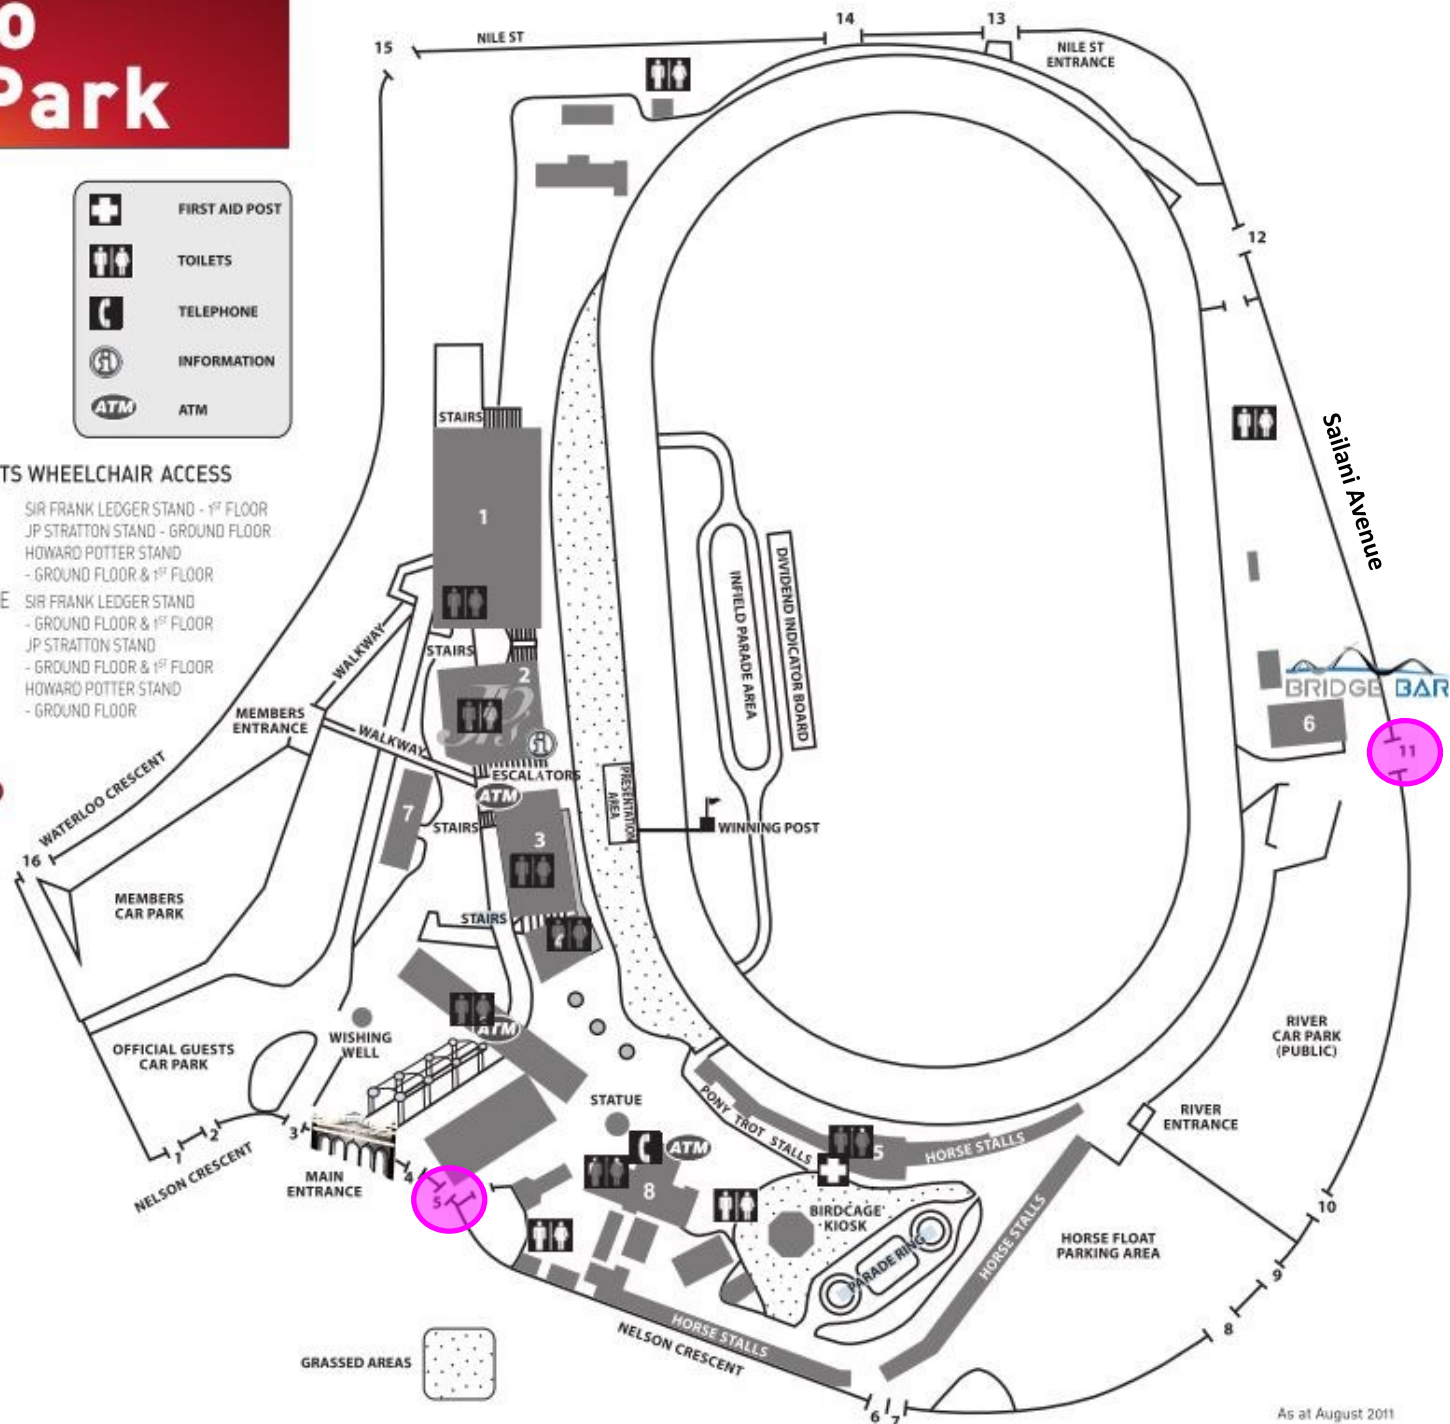 o
Park
FIRST AID POST
TOILETS
TELEPHONE
INFORMATION
ATM
ATM
TS WHEELCHAIR ACCESS
SIR FRANK LEDGER STAND - 1ST FLOOR
JP STRATTON STAND - GROUND FLOOR
HOWARD POTTER STAND
- GROUND FLOOR & 1ST FLOOR
E SIR FRANK LEDGER STAND
- GROUND FLOOR & 1ST FLOOR
JP STRATTON STAND
- GROUND FLOOR & 1ST FLOOR
HOWARD POTTER STAND
- GROUND FLOOR
15
NILE ST
14
13
NILE ST
ENTRANCE
12
Sailani Avenue
STAIRS
1
STAIRS
2
WALKWAY
MEMBERS
ENTRANCE
WALKWAY
ESCALATORS
ATM
7
STAIRS
3
STAIRS
INFIELD PARADE AREA
DIVIDEND INDICATOR BOARD
PRESENTATION
AREA
WINNING POST
BRIDGE BAR
6
11
WATERLOO CRESCENT
16
MEMBERS
CAR PARK
OFFICIAL GUESTS
CAR PARK
WISHING
WELL
ATM
STATUE
PONY TROT STALLS
5
HORSE STALLS
RIVER
CAR PARK
(PUBLIC)
RIVER
ENTRANCE
1
2
3
NELSON CRESCENT
MAIN
ENTRANCE
4
5
ATM
8
BIRDCAGE
KIOSK
PARADE RING
HORSE STALLS
HORSE FLOAT
PARKING AREA
10
9
8
HORSE STALLS
NELSON CRESCENT
6
7
GRASSED AREAS
As at August 2011